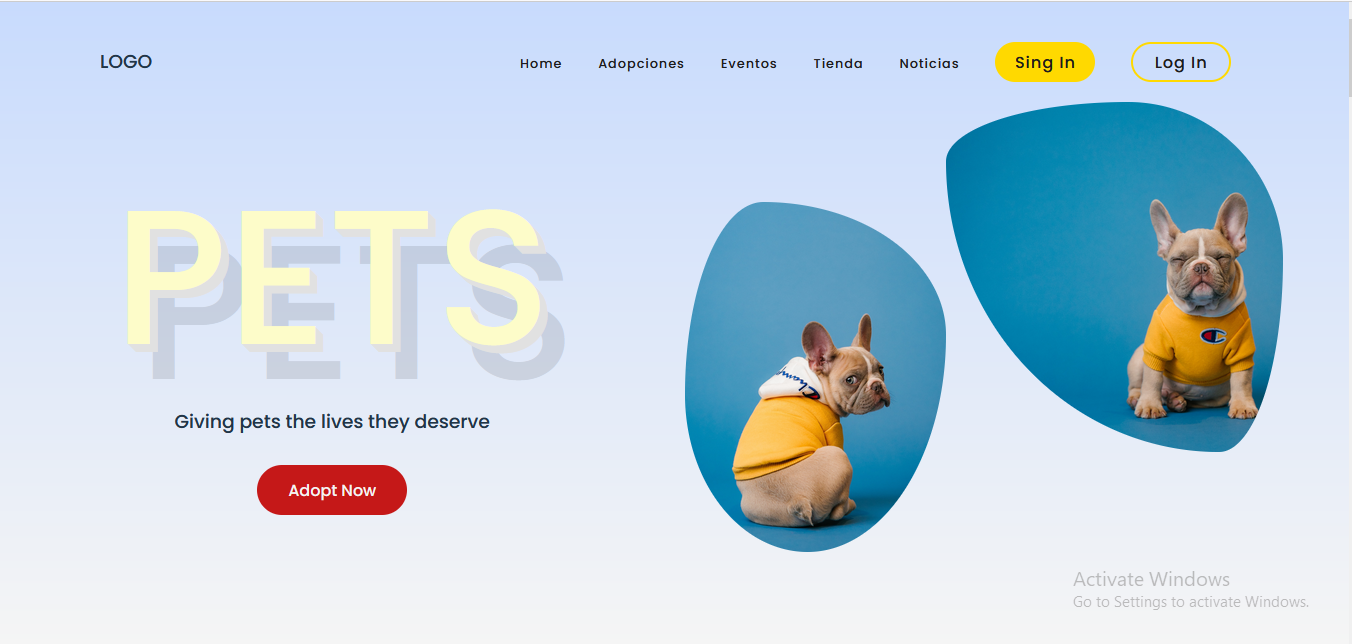 LOGO
Home Adopciones Eventos Tienda Noticias Sing In Log In
PETS
Giving pets the lives they deserve
Adopt Now
Champ
Activate Windows
Go to Settings to activate Windows.